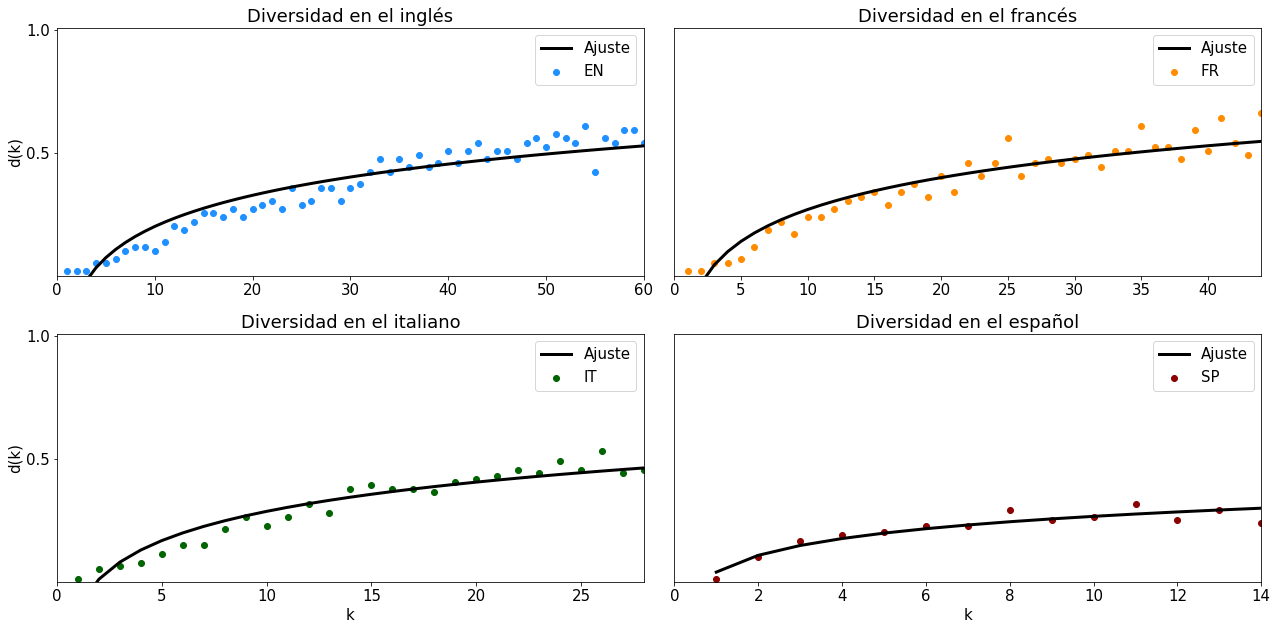 Diversidad en el inglés
1.0
0.5
d(k)
Ajuste
EN
0 10 20 30 40 50 60
Diversidad en el francés
Ajuste
FR
0 5 10 15 20 25 30 35 40
Diversidad en el italiano
1.0
0.5
d(k)
Ajuste
IT
0 5 10 15 20 25
k
Diversidad en el español
Ajuste
SP
0 2 4 6 8 10 12 14
k